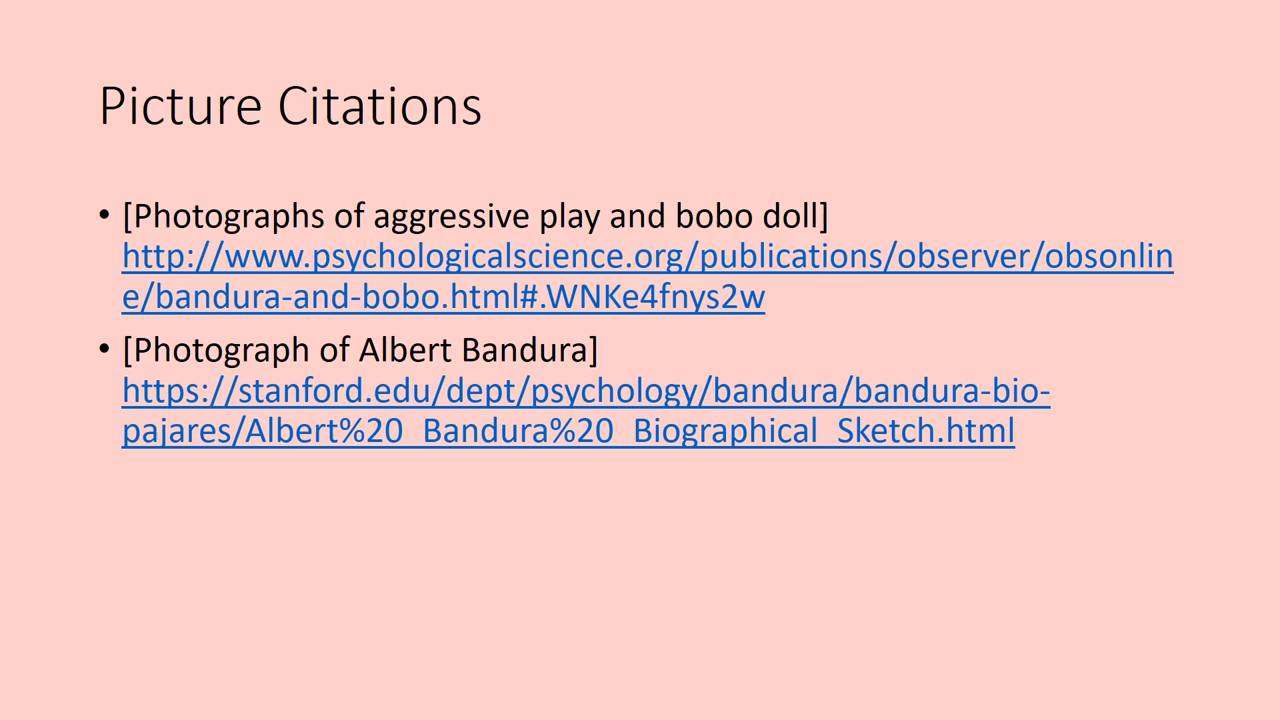 Picture Citations
• [Photographs of aggressive play and bobo doll]
http://www.psychologicalscience.org/publications/observer/obsonlin
e/bandura-and-bobo.html#.WNKe4fnys2w
• [Photograph of Albert Bandura]
https://stanford.edu/dept/psychology/bandura/bandura-bio-
pajares/Albert%20_Bandura%20_Biographical_Sketch.html